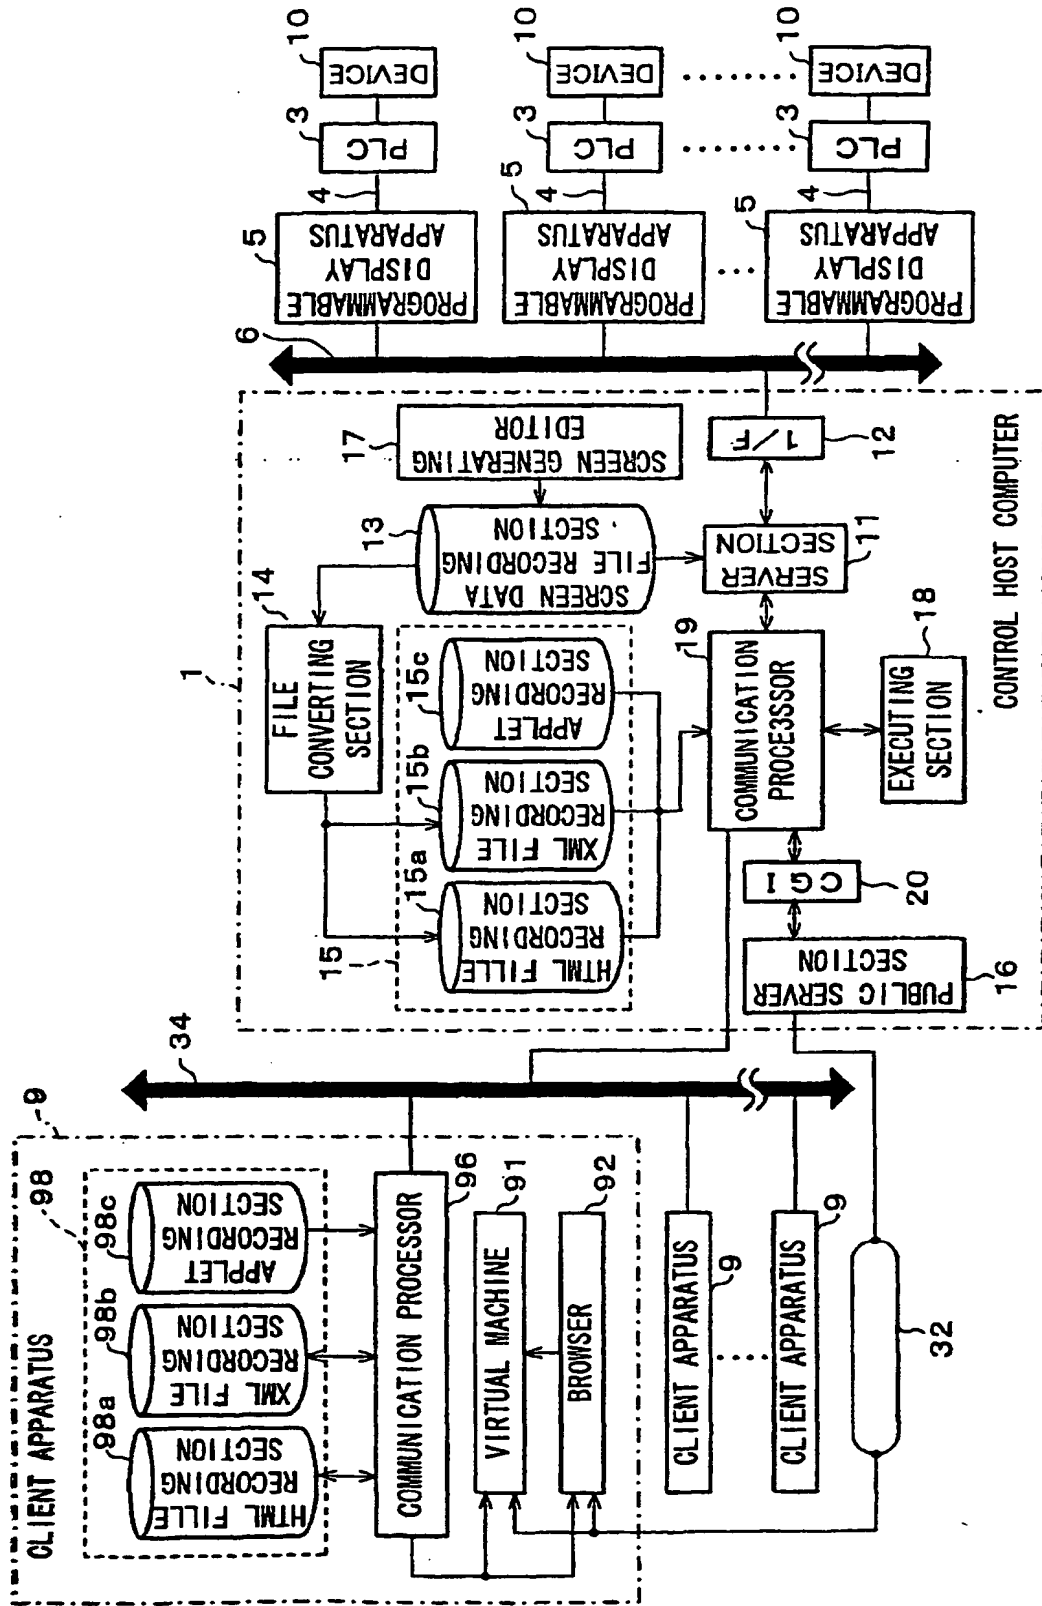 CLIENT APPARATUS
9
98
98a
HTML FILLE
RECORDING
SECTION
98b
XML FILE
RECORDING
SECTION
98c
APPLET
RECORDING
SECTION
COMMUNICATION PROCESSOR
96
VIRTUAL MACHINE
91
BROWSER
92
CLIENT APPARATUS
9
CLIENT APPARATUS
9
32
34
1
14
FILE
CONVERTING
SECTION
15
15a
HTML FILLE
RECORDING
SECTION
15b
XML FILE
RECORDING
SECTION
15c
APPLET
RECORDING
SECTION
13
SCREEN DATA
FILE RECORDING
SECTION
17
SCREEN GENERATING
EDITOR
PUBLIC SERVER
SECTION
16
CGI
20
19
COMMUNICATION
PROCESSOR
EXECUTING
SECTION
18
SERVER
SECTION
11
1/F
12
CONTROL HOST COMPUTER
6
5
PROGRAMMABLE
DISPLAY
APPARATUS
4
3
PLC
10
DEVICE
5
PROGRAMMABLE
DISPLAY
APPARATUS
4
3
PLC
10
DEVICE
5
PROGRAMMABLE
DISPLAY
APPARATUS
4
3
PLC
10
DEVICE